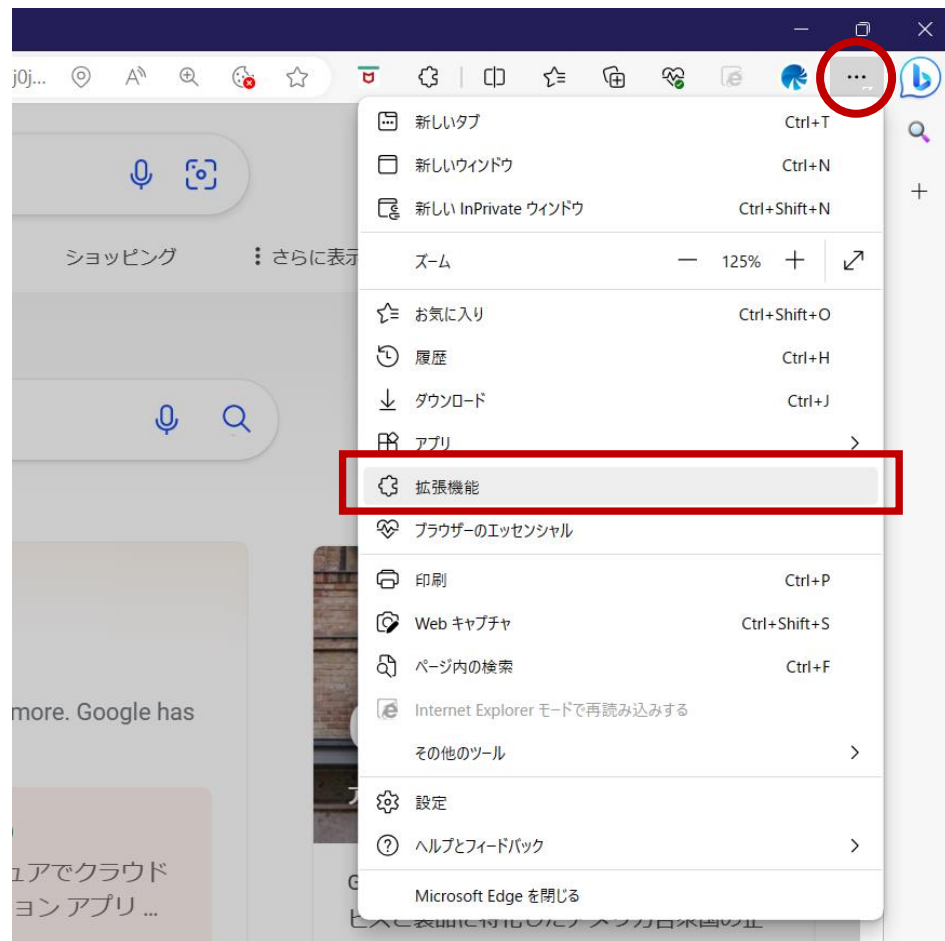 j0j...
新しいタブ Ctrl+T
新しいウィンドウ Ctrl+N
新しい InPrivate ウィンドウ Ctrl+Shift+N
ショッピング さらに表示
ズーム 125%
お気に入り Ctrl+Shift+O
履歴 Ctrl+H
ダウンロード Ctrl+J
アプリ
拡張機能
ブラウザーのエッセンシャル
印刷 Ctrl+P
Web キャプチャ Ctrl+Shift+S
ページ内の検索 Ctrl+F
more. Google has
Internet Explorer モードで再読み込みする
その他のツール
設定
ヘルプとフィードバック
ュアでクラウド
ョン アプリ ...
Microsoft Edge を閉じる